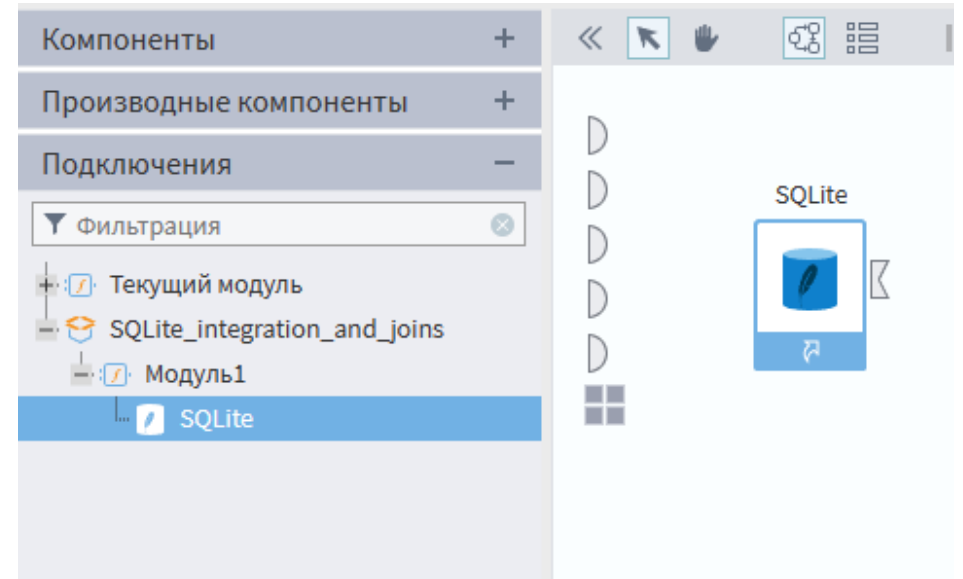 Компоненты
Производные компоненты
Подключения
Фильтрация
Текущий модуль
SQLite_integration_and_joins
Модуль1
SQLite
SQLite